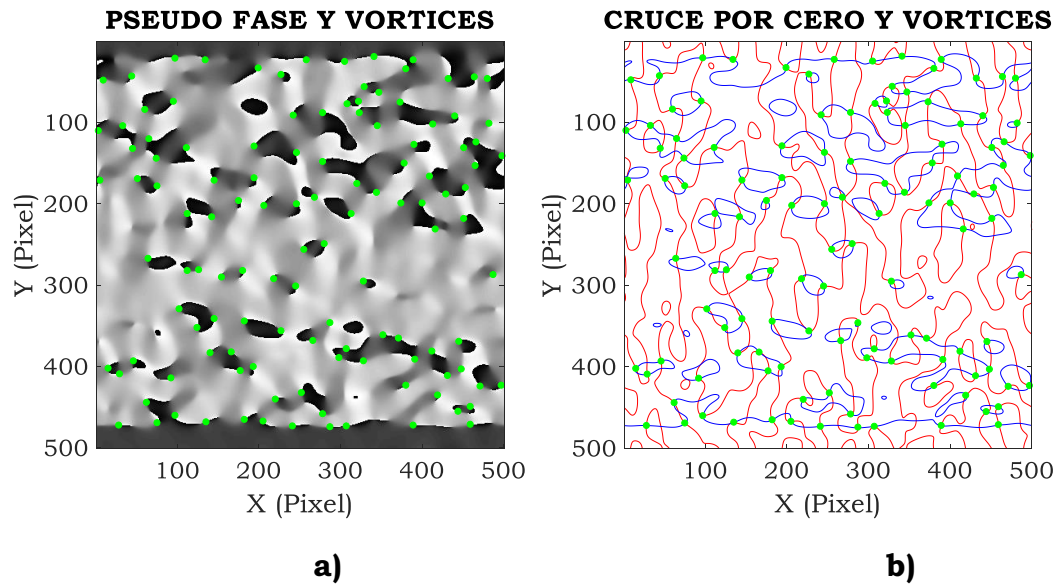 PSEUDO FASE Y VORTICES
100
200
300
400
500
Y (Pixel)
100 200 300 400 500
X (Pixel)
a)
CRUCE POR CERO Y VORTICES
100
200
300
400
500
Y (Pixel)
100 200 300 400 500
X (Pixel)
b)